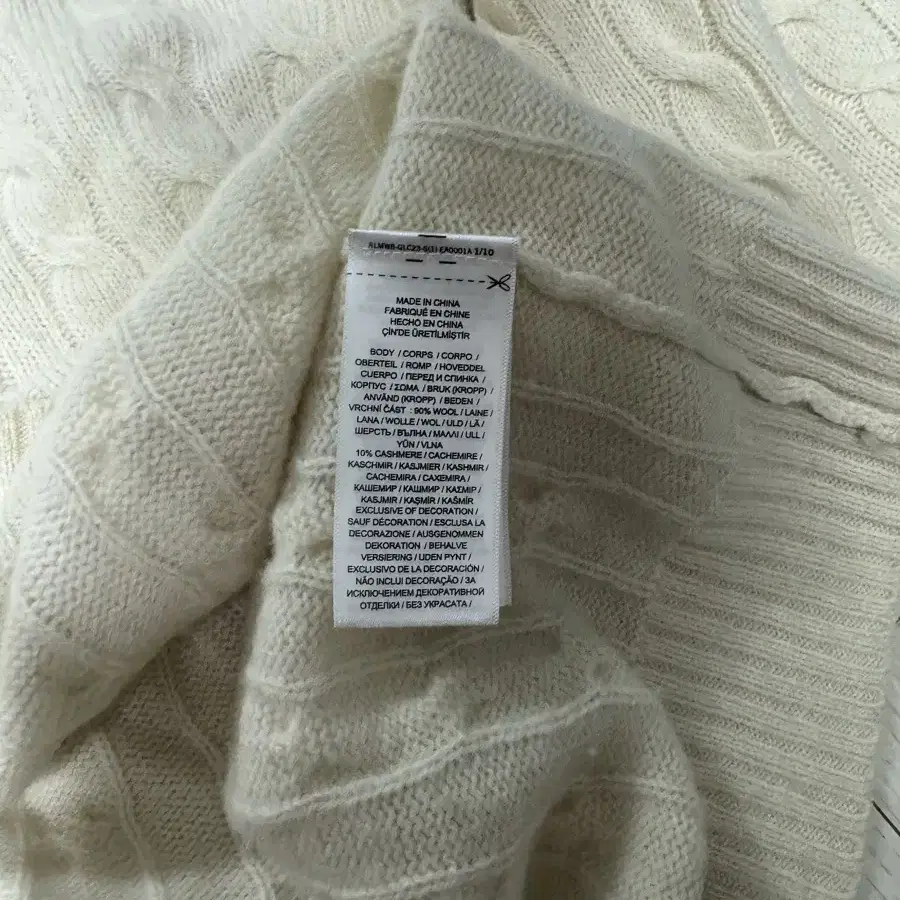 RLMWB-GLC23-S(1) EA0001A 1/10
MADE IN CHINA
FABRIQUÉ EN CHINE
HECHO EN CHINA
ÇİN'DE ÜRETİLMİŞTİR
BODY / CORPS / CORPO /
OBERTEIL / ROMP / HOVEDDEL
CUERPO / ПЕРЕД И СПИНКА /
КОРПУС / ΣΩΜΑ / BRUK (KROPP) /
ANVÄND (KROPP) / BEDEN /
VRCHNÍ ČÁST : 90% WOOL / LAINE /
LANA / WOLLE / WOL / ULD / LÃ /
ШЕРСТЬ / ВЪЛНА / ΜΑΛΛΙ / ULL /
YÜN / VLNA
10% CASHMERE / CACHEMIRE /
KASCHMIR / KASJMIER / KASHMIR /
CACHEMIRA / CAXEMIRA /
КАШЕМИР / КАШМИР / ΚΑΣΜΙΡ /
KASJMIR / KAŞMİR / KAŠMÍR
EXCLUSIVE OF DECORATION /
SAUF DÉCORATION / ESCLUSA LA
DECORAZIONE / AUSGENOMMEN
DEKORATION / BEHALVE
VERSIERING / UDEN PYNT /
EXCLUSIVO DE LA DECORACIÓN /
NÃO INCLUI DECORAÇÃO / ЗА
ИСКЛЮЧЕНИЕМ ДЕКОРАТИВНОЙ
ОТДЕЛКИ / БЕЗ УКРАСАТА /